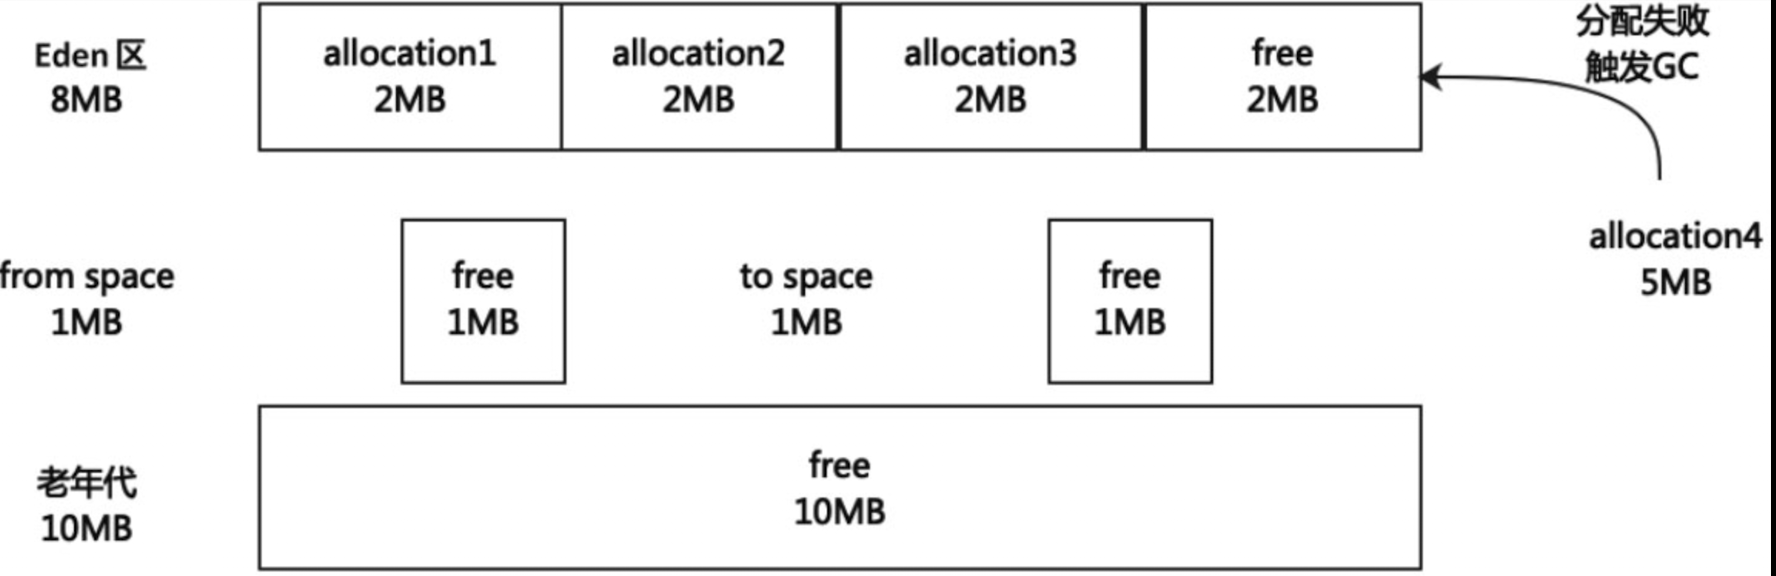 Eden 区
8MB
allocation1
2MB
allocation2
2MB
allocation3
2MB
free
2MB
分配失败
触发GC
allocation4
5MB
from space
1MB
free
1MB
to space
1MB
free
1MB
老年代
10MB
free
10MB